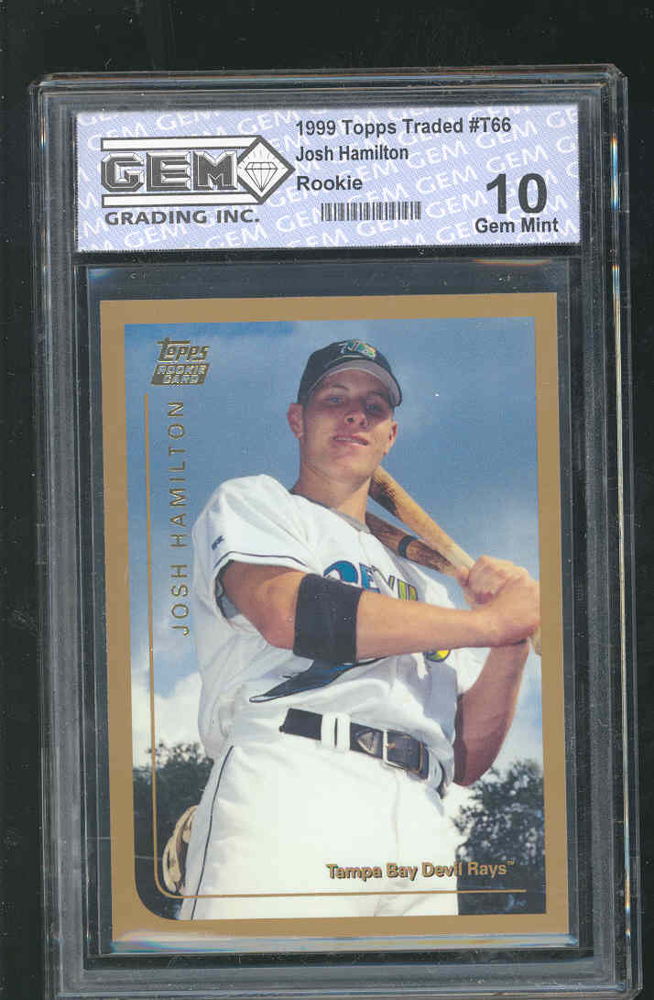 1999 Topps Traded #T66
Josh Hamilton
Rookie
GEM
GRADING INC.
10
Gem Mint
Topps
ROOKIE
CARD
JOSH HAMILTON
Tampa Bay Devil Rays™